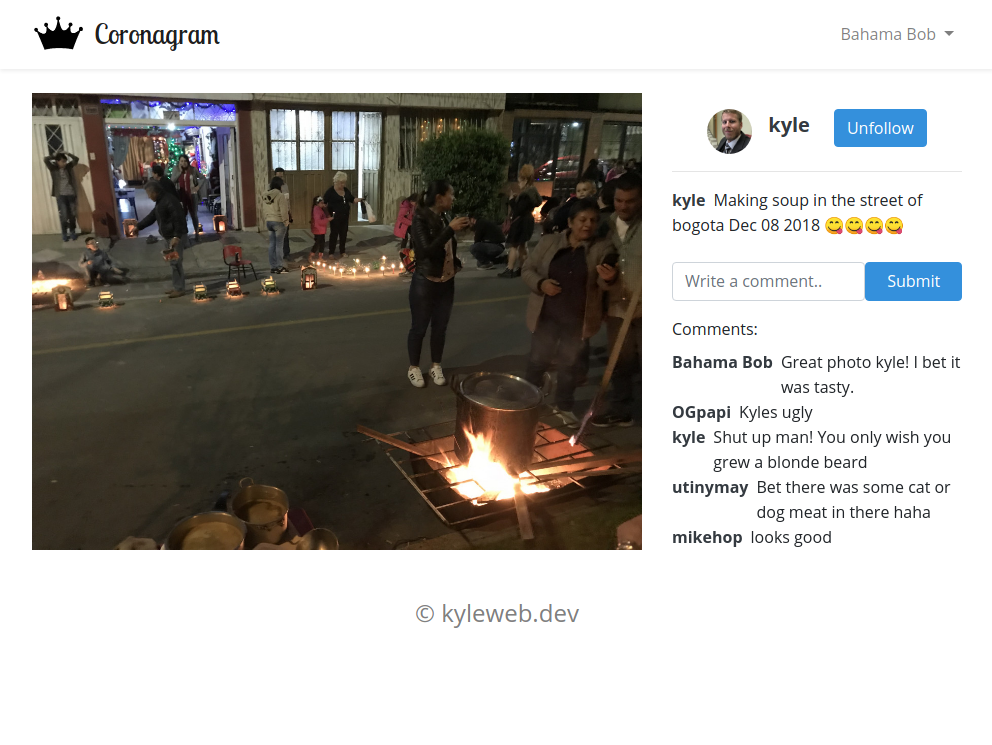 Coronagram
Bahama Bob
kyle
Unfollow
kyle Making soup in the street of
bogota Dec 08 2018 😋😋😋😋
Write a comment..
Submit
Comments:
Bahama Bob Great photo kyle! I bet it
was tasty.
OGpapi Kyles ugly
kyle Shut up man! You only wish you
grew a blonde beard
utinymay Bet there was some cat or
dog meat in there haha
mikehop looks good
© kyleweb.dev